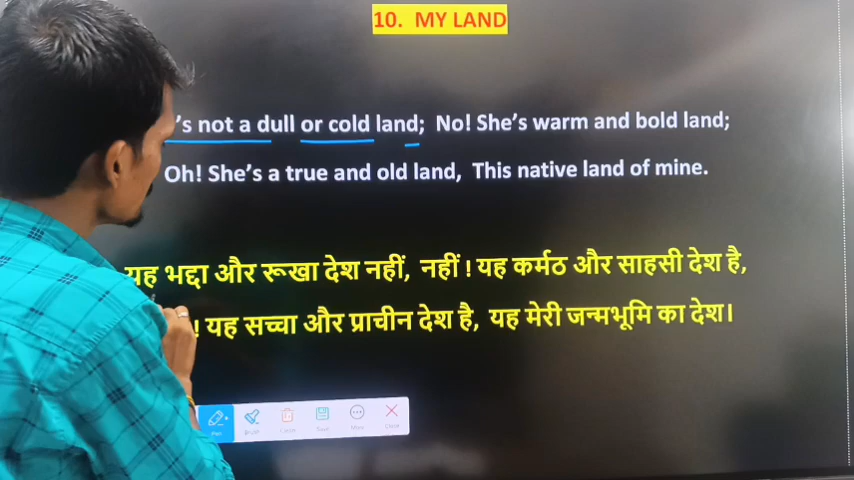 10. MY LAND
's not a dull or cold land; No! She's warm and bold land;
Oh! She's a true and old land, This native land of mine.
यह भद्दा और रूखा देश नहीं, नहीं ! यह कर्मठ और साहसी देश है,
! यह सच्चा और प्राचीन देश है, यह मेरी जन्मभूमि का देश।
Pen Brush Erase Save More Close